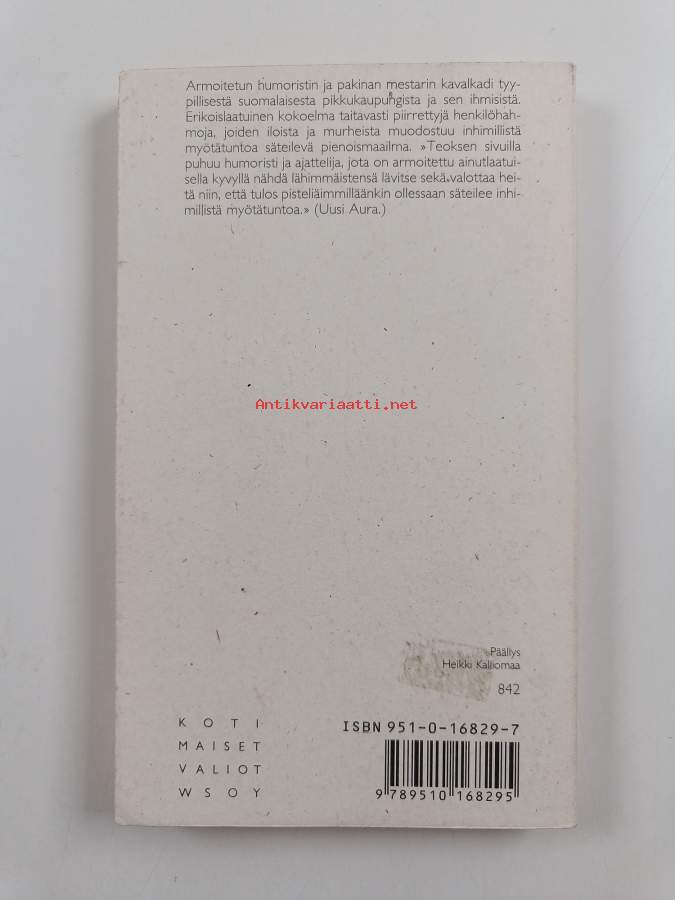 Armoitetun humoristin ja pakinan mestarin kavalkadi tyy-
pillisestä suomalaisesta pikkukaupungista ja sen ihmisistä.
Erikoislaatuinen kokoelma taitavasti piirrettyjä henkilöhah-
moja, joiden iloista ja murheista muodostuu inhimillistä
myötätuntoa säteilevä pienoismaailma. »Teoksen sivuilla
puhuu humoristi ja ajattelija, jota on armoitettu ainutlaatui-
sella kyvyllä nähdä lähimmäistensä lävitse sekä valottaa hei-
tä niin, että tulos pisteliäimmilläänkin ollessaan säteilee inhi-
millistä myötätuntoa.» (Uusi Aura.)
Antikvariaatti.net
Päällys
Heikki Kalliomaa
842
KOTI
MAISET
VALIOT
WSOY
ISBN 951-0-16829-7
9 789510 168295